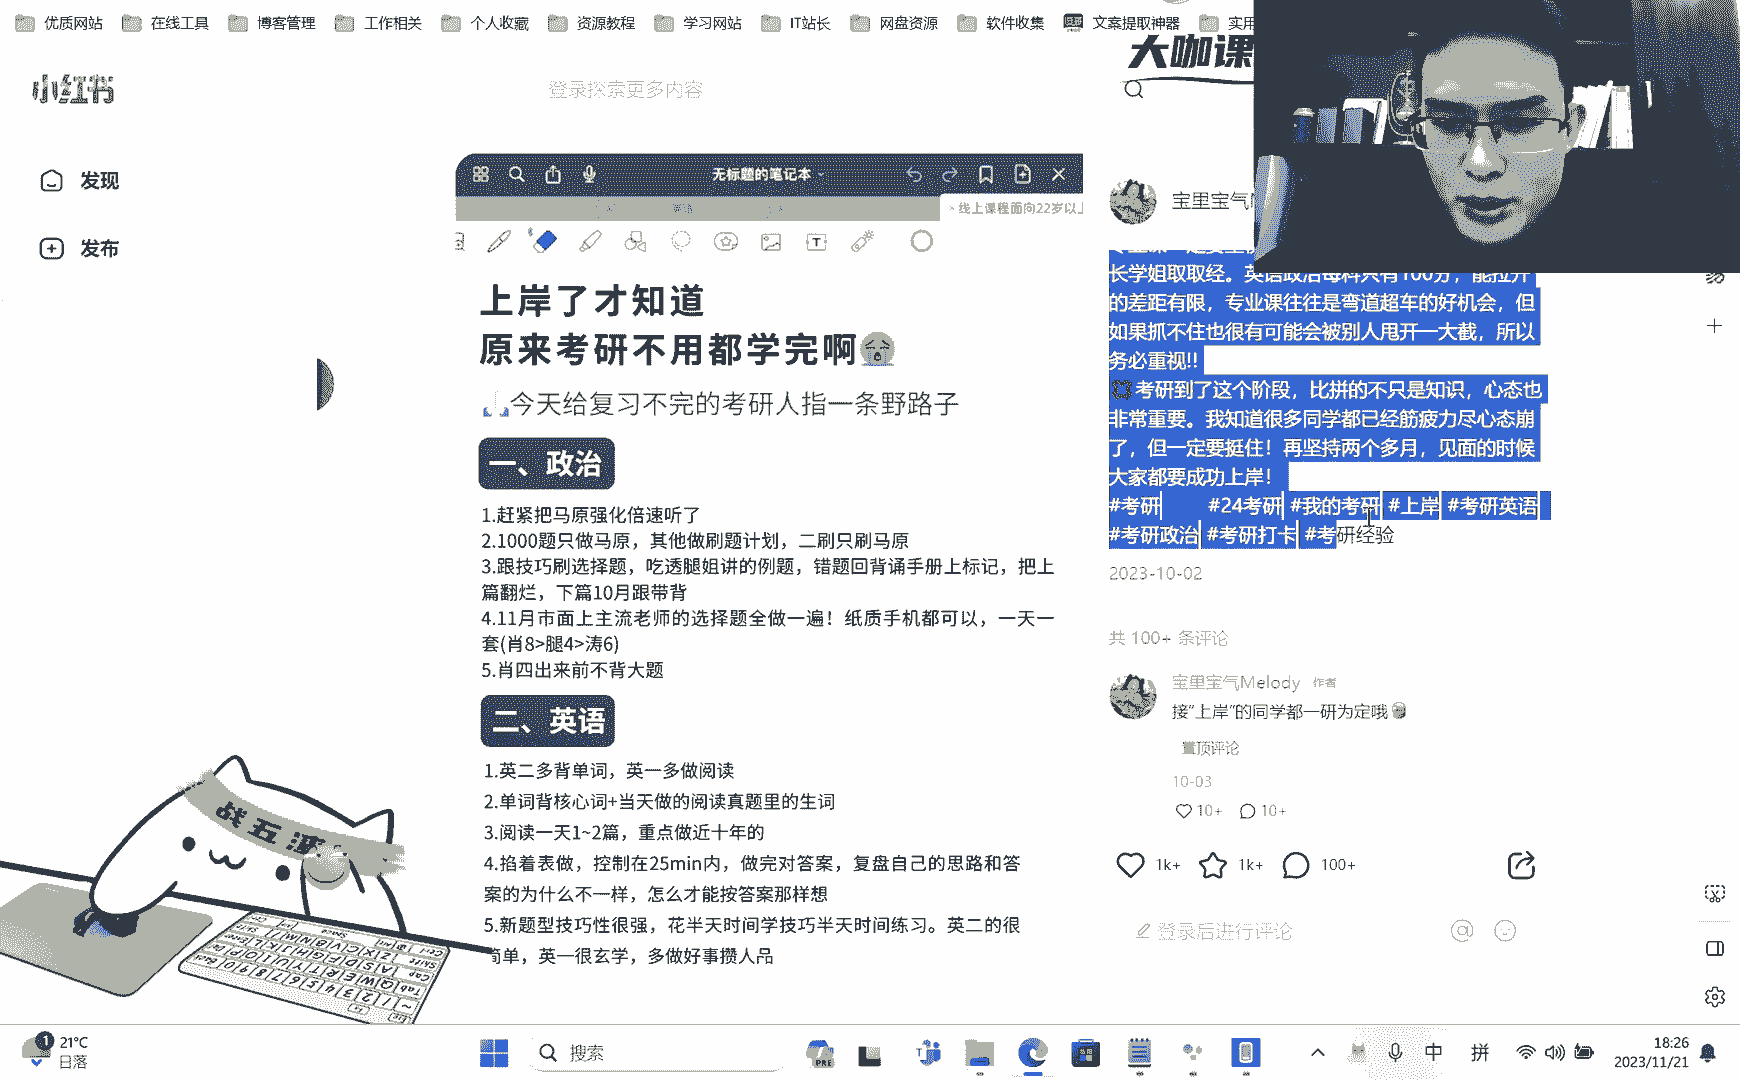 优质网站 在线工具 博客管理 工作相关 个人收藏 资源教程 学习网站 IT站长 网盘资源 软件收集 文案提取神器 实用
大咖课
小红书
登录探索更多内容
发现
发布
无标题的笔记本
线上课程面向22岁以上
上岸了才知道
原来考研不用都学完啊😭
今天给复习不完的考研人指一条野路子
一、政治
1.赶紧把马原强化倍速听了
2.1000题只做马原，其他做刷题计划，二刷只刷马原
3.跟技巧刷选择题，吃透腿姐讲的例题，错题回背诵手册上标记，把上
篇翻烂，下篇10月跟带背
4.11月市面上主流老师的选择题全做一遍！纸质手机都可以，一天一
套(肖8>腿4>涛6)
5.肖四出来前不背大题
二、英语
1.英二多背单词，英一多做阅读
2.单词背核心词+当天做的阅读真题里的生词
3.阅读一天1~2篇，重点做近十年的
4.掐着表做，控制在25min内，做完对答案，复盘自己的思路和答
案的为什么不一样，怎么才能按答案那样想
5.新题型技巧性很强，花半天时间学技巧半天时间练习。英二的很
简单，英一很玄学，多做好事攒人品
宝里宝气
长学姐取取经。英语政治每科只有100分，能拉开
的差距有限，专业课往往是弯道超车的好机会，但
如果抓不住也很有可能会被别人甩开一大截，所以
务必重视!!
考研到了这个阶段，比拼的不只是知识，心态也
非常重要。我知道很多同学都已经筋疲力尽心态崩
了，但一定要挺住！再坚持两个多月，见面的时候
大家都要成功上岸！
#考研 #24考研 #我的考研 #上岸 #考研英语
#考研政治 #考研打卡 #考研经验
2023-10-02
共 100+ 条评论
宝里宝气Melody 作者
接“上岸”的同学都一研为定哦
置顶评论
10-03
10+ 10+
1k+ 1k+ 100+
登录后进行评论
21°C
日落
搜索
PRE
中 拼
18:26
2023/11/21